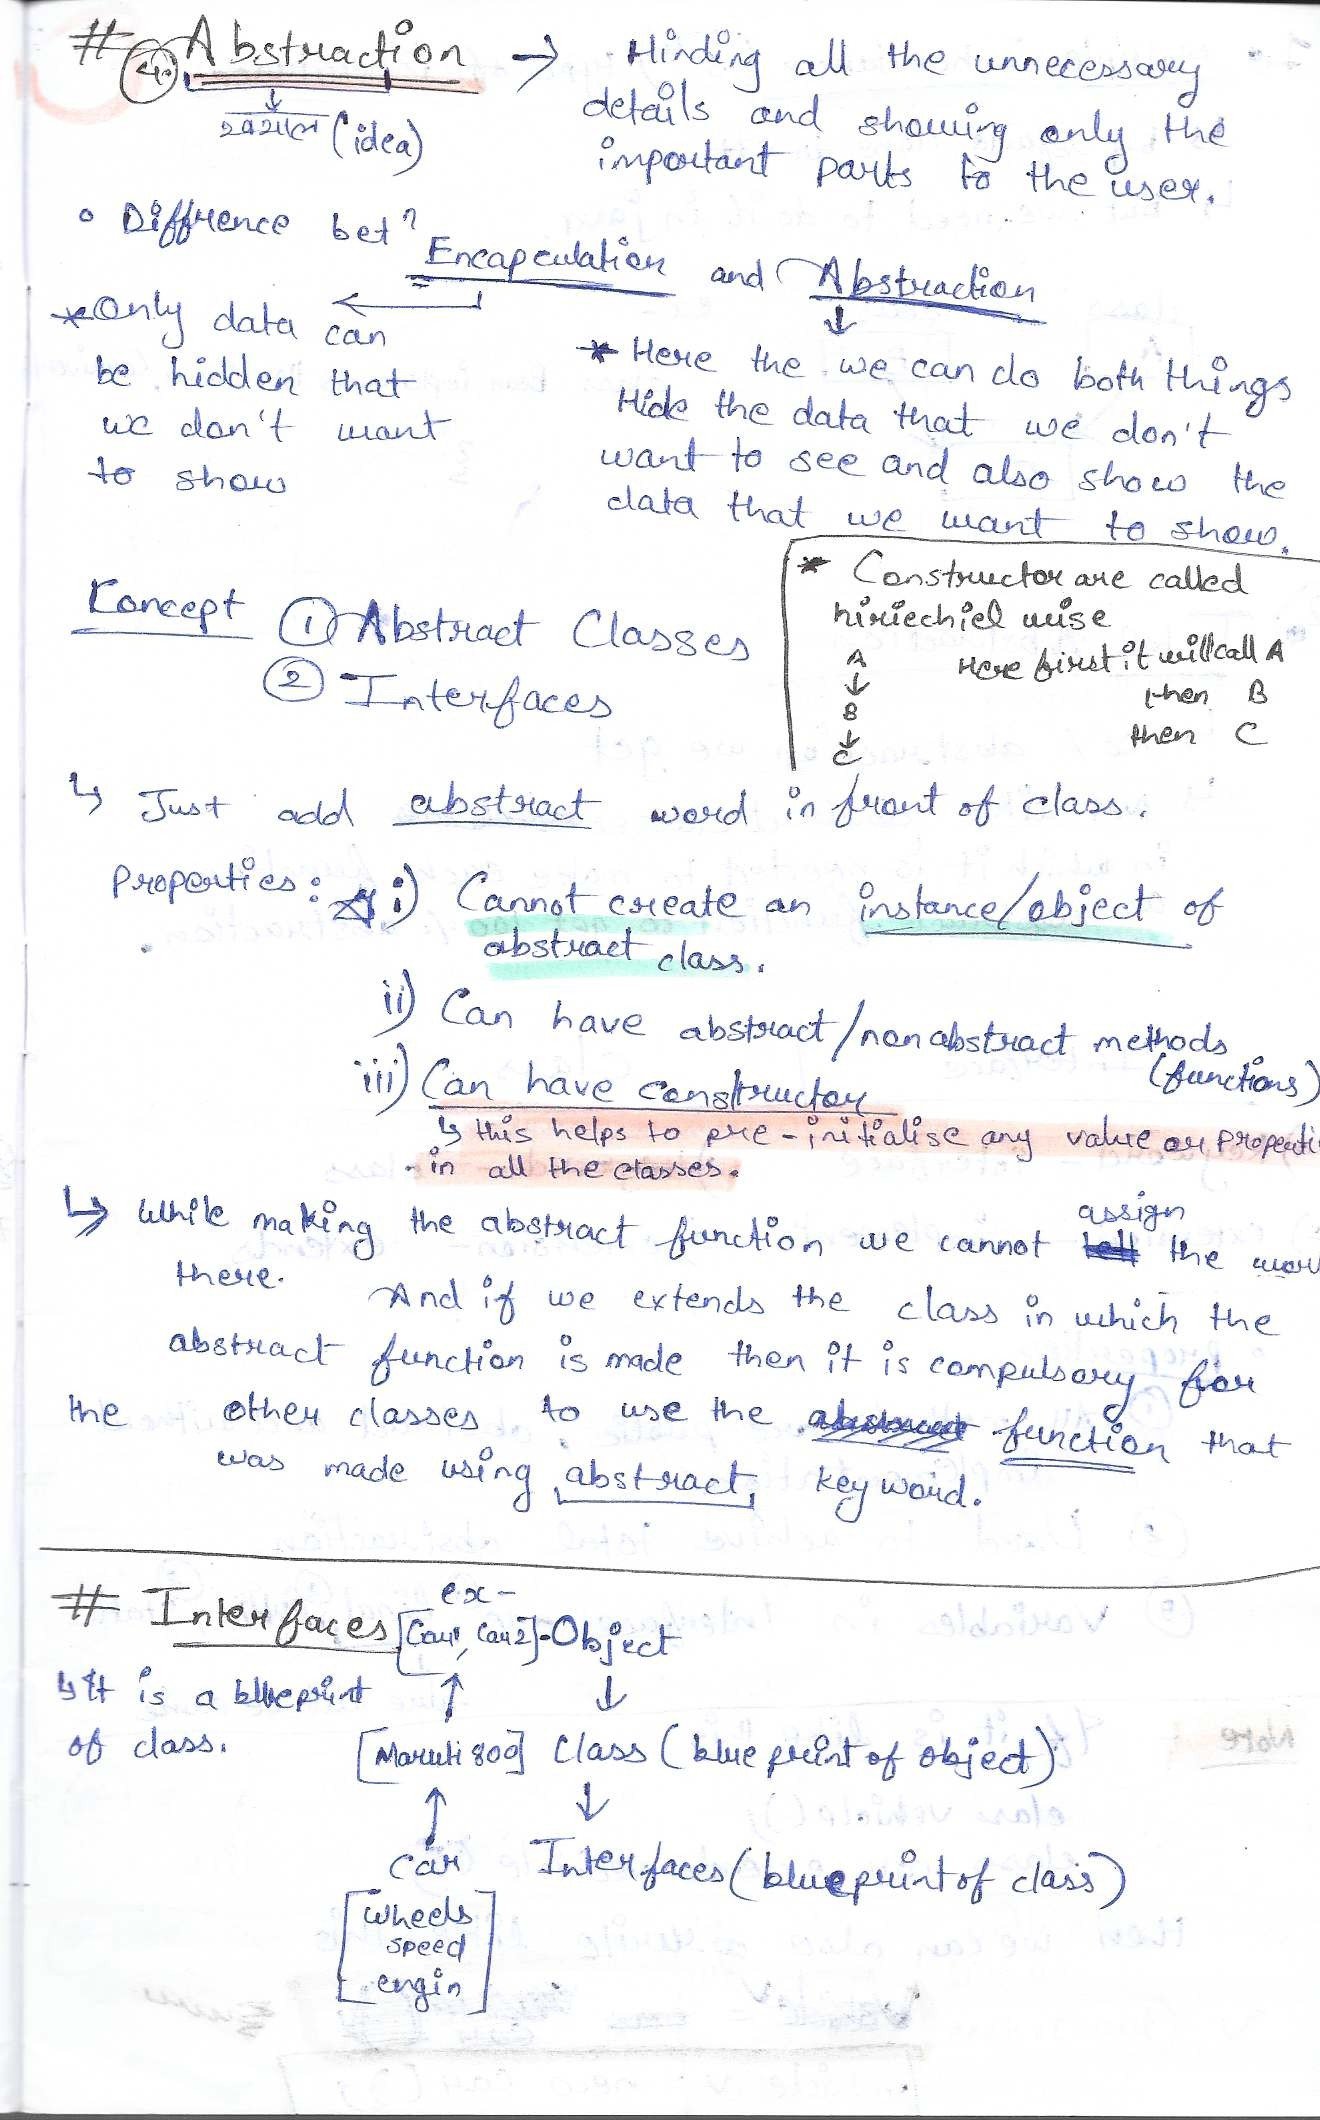 # 4. Abstraction → Hinding all the unnecessary
details and showing only the
important parts to the user.
(idea)
° Diffrence betn Encapculation and Abstraction
*Only data can
be hidden that
we don't want
to show
* Here the we can do both things
Hide the data that we don't
want to see and also show the
data that we want to show.
* Constructor are called
hiriechiel wise
A
↓
B
↓
C
Here first it will call A
then B
then C
Concept ① Abstract Classes
② Interfaces
↳ Just add abstract word in front of class.
Properties: i) Cannot create an instance/object of
abstract class.
ii) Can have abstract/non abstract methods
(functions)
iii) Can have constructor
↳ this helps to pre-initialise any value or properti
in all the classes.
↳ While making the abstract function we cannot assign the
there. And if we extends the class in which the
abstract function is made then it is compulsory for
the other classes to use the function that
was made using abstract keyword.
# Interfaces
ex-
[Car1, Car2]-Object
↑ ↓
↳ It is a blueprint
of class.
[Maruti 800] Class (blue print of object)
↑ ↓
Car Interfaces (blueprint of class)
[wheels
speed
engin]